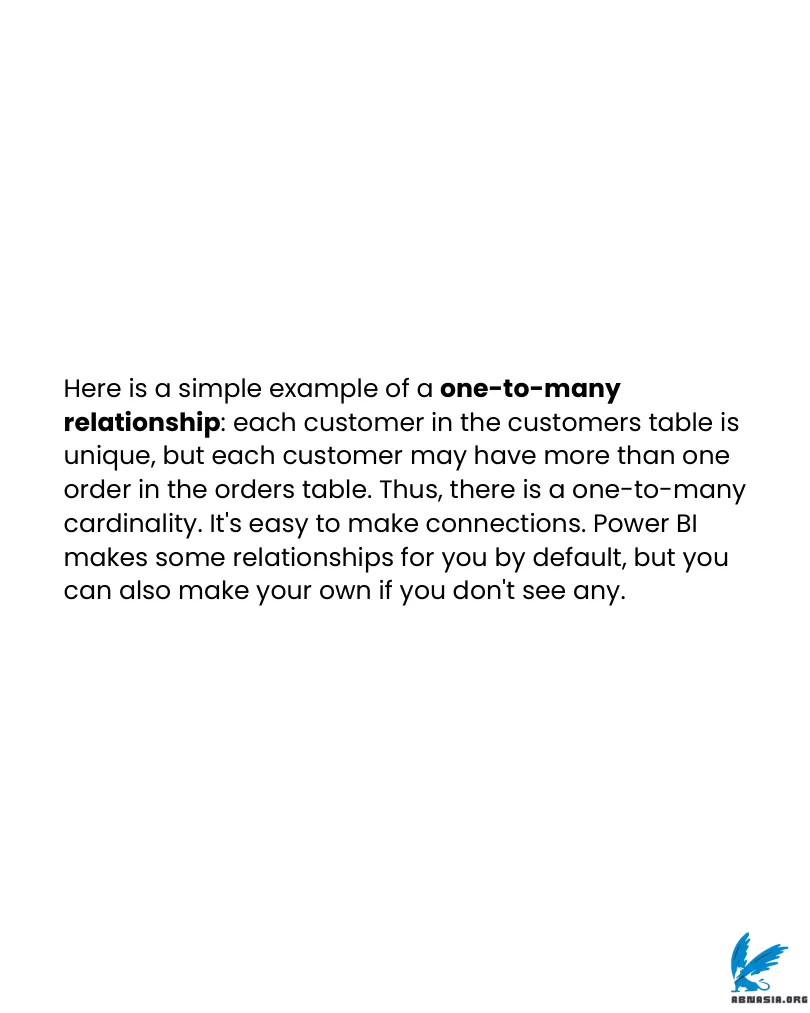 Here is a simple example of a one-to-many
relationship: each customer in the customers table is
unique, but each customer may have more than one
order in the orders table. Thus, there is a one-to-many
cardinality. It's easy to make connections. Power BI
makes some relationships for you by default, but you
can also make your own if you don't see any.
ABNASIA.ORG